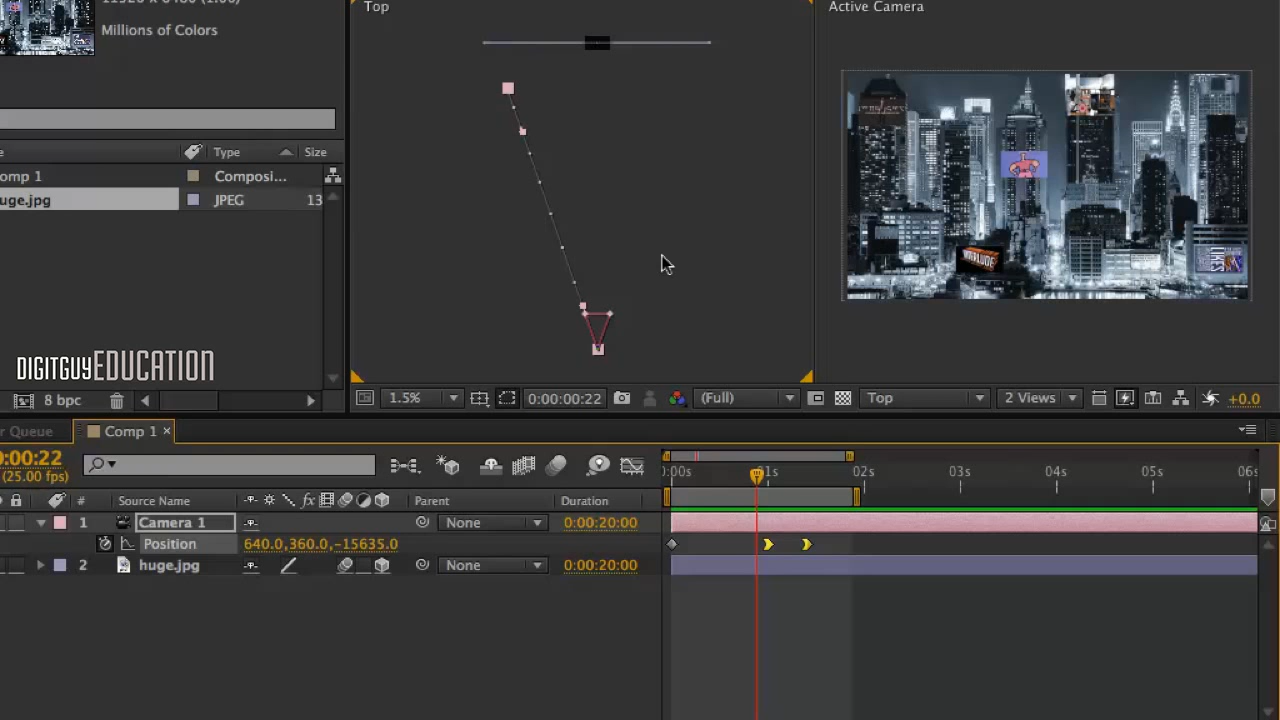 Millions of Colors
Top
Active Camera
Type
Size
omp 1
Composi...
uge.jpg
JPEG
13
LIKES
DIGITGUYEDUCATION
8 bpc
1.5%
0:00:00:22
(Full)
Top
2 Views
+0.0
r Queue
Comp 1
0:00:22
(25.00 fps)
:00s
01s
02s
03s
04s
05s
06s
#
Source Name
fx
Parent
Duration
1
Camera 1
None
0:00:20:00
Position
640.0,360.0,-15635.0
2
huge.jpg
None
0:00:20:00